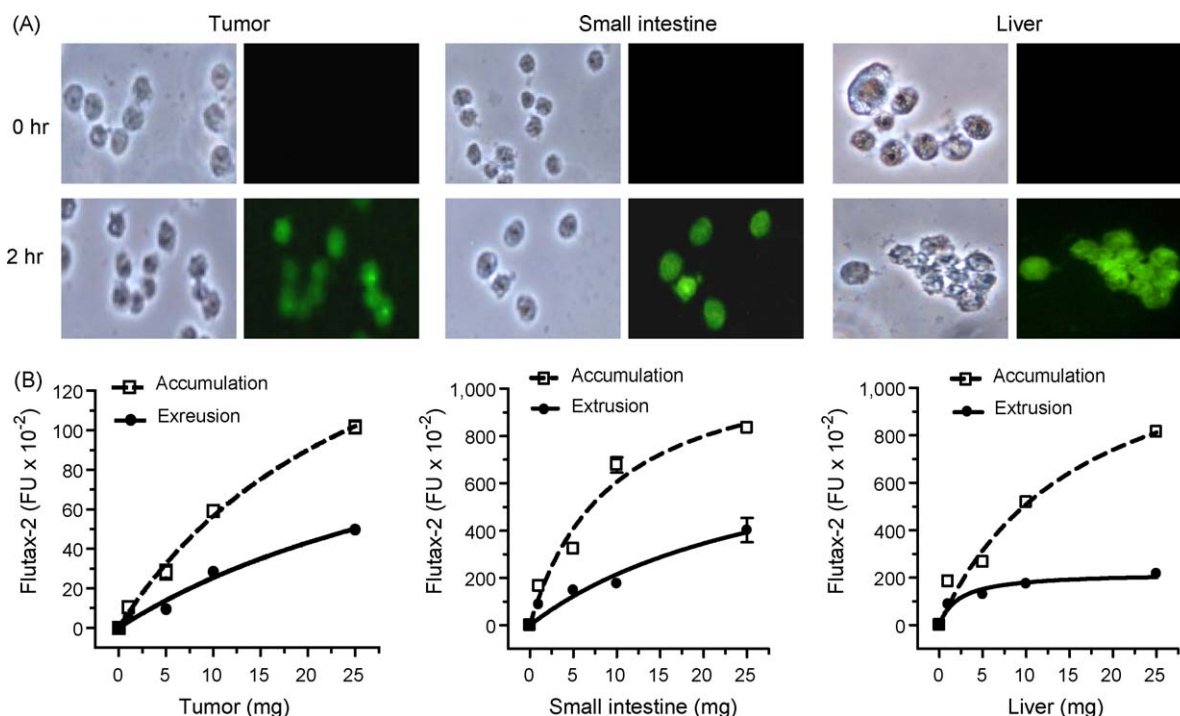 (A)
Tumor
Small intestine
Liver
0 hr
2 hr
(B)
Flutax-2 (FU x 10-2)
120
100
80
60
40
20
0
Accumulation
Exreusion
0 5 10 15 20 25
Tumor (mg)
Flutax-2 (FU x 10-2)
1,000
800
600
400
200
0
Accumulation
Extrusion
0 5 10 15 20 25
Small intestine (mg)
Flutax-2 (FU x 10-2)
1,000
800
600
400
200
0
Accumulation
Extrusion
0 5 10 15 20 25
Liver (mg)